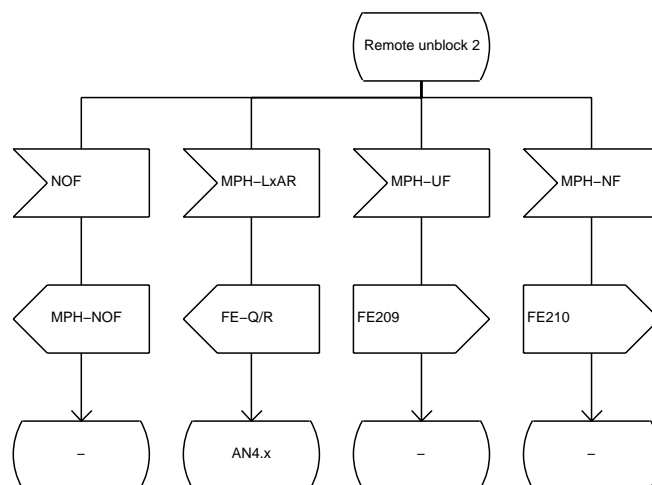 Remote unblock 2
NOF
MPH−LxAR
MPH−UF
MPH−NF
MPH−NOF
FE−Q/R
FE209
FE210
−
AN4.x
−
−